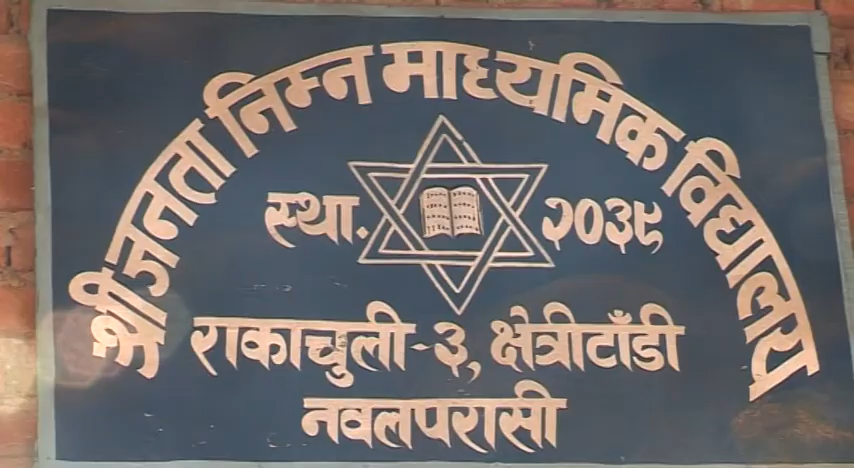 श्री जनता निम्न माध्यमिक विद्यालय
स्था. २०३९
राकाचुली-३, क्षेत्रीटाँडी
नवलपरासी